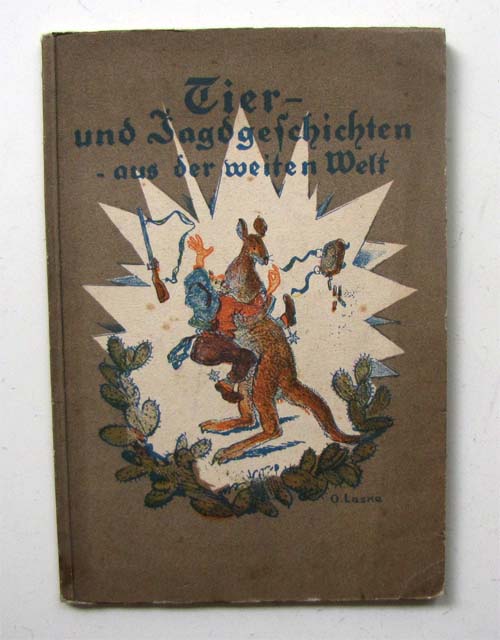 Tier-
und Jagdgeſchichten
- aus der weiten Welt
O. Laske